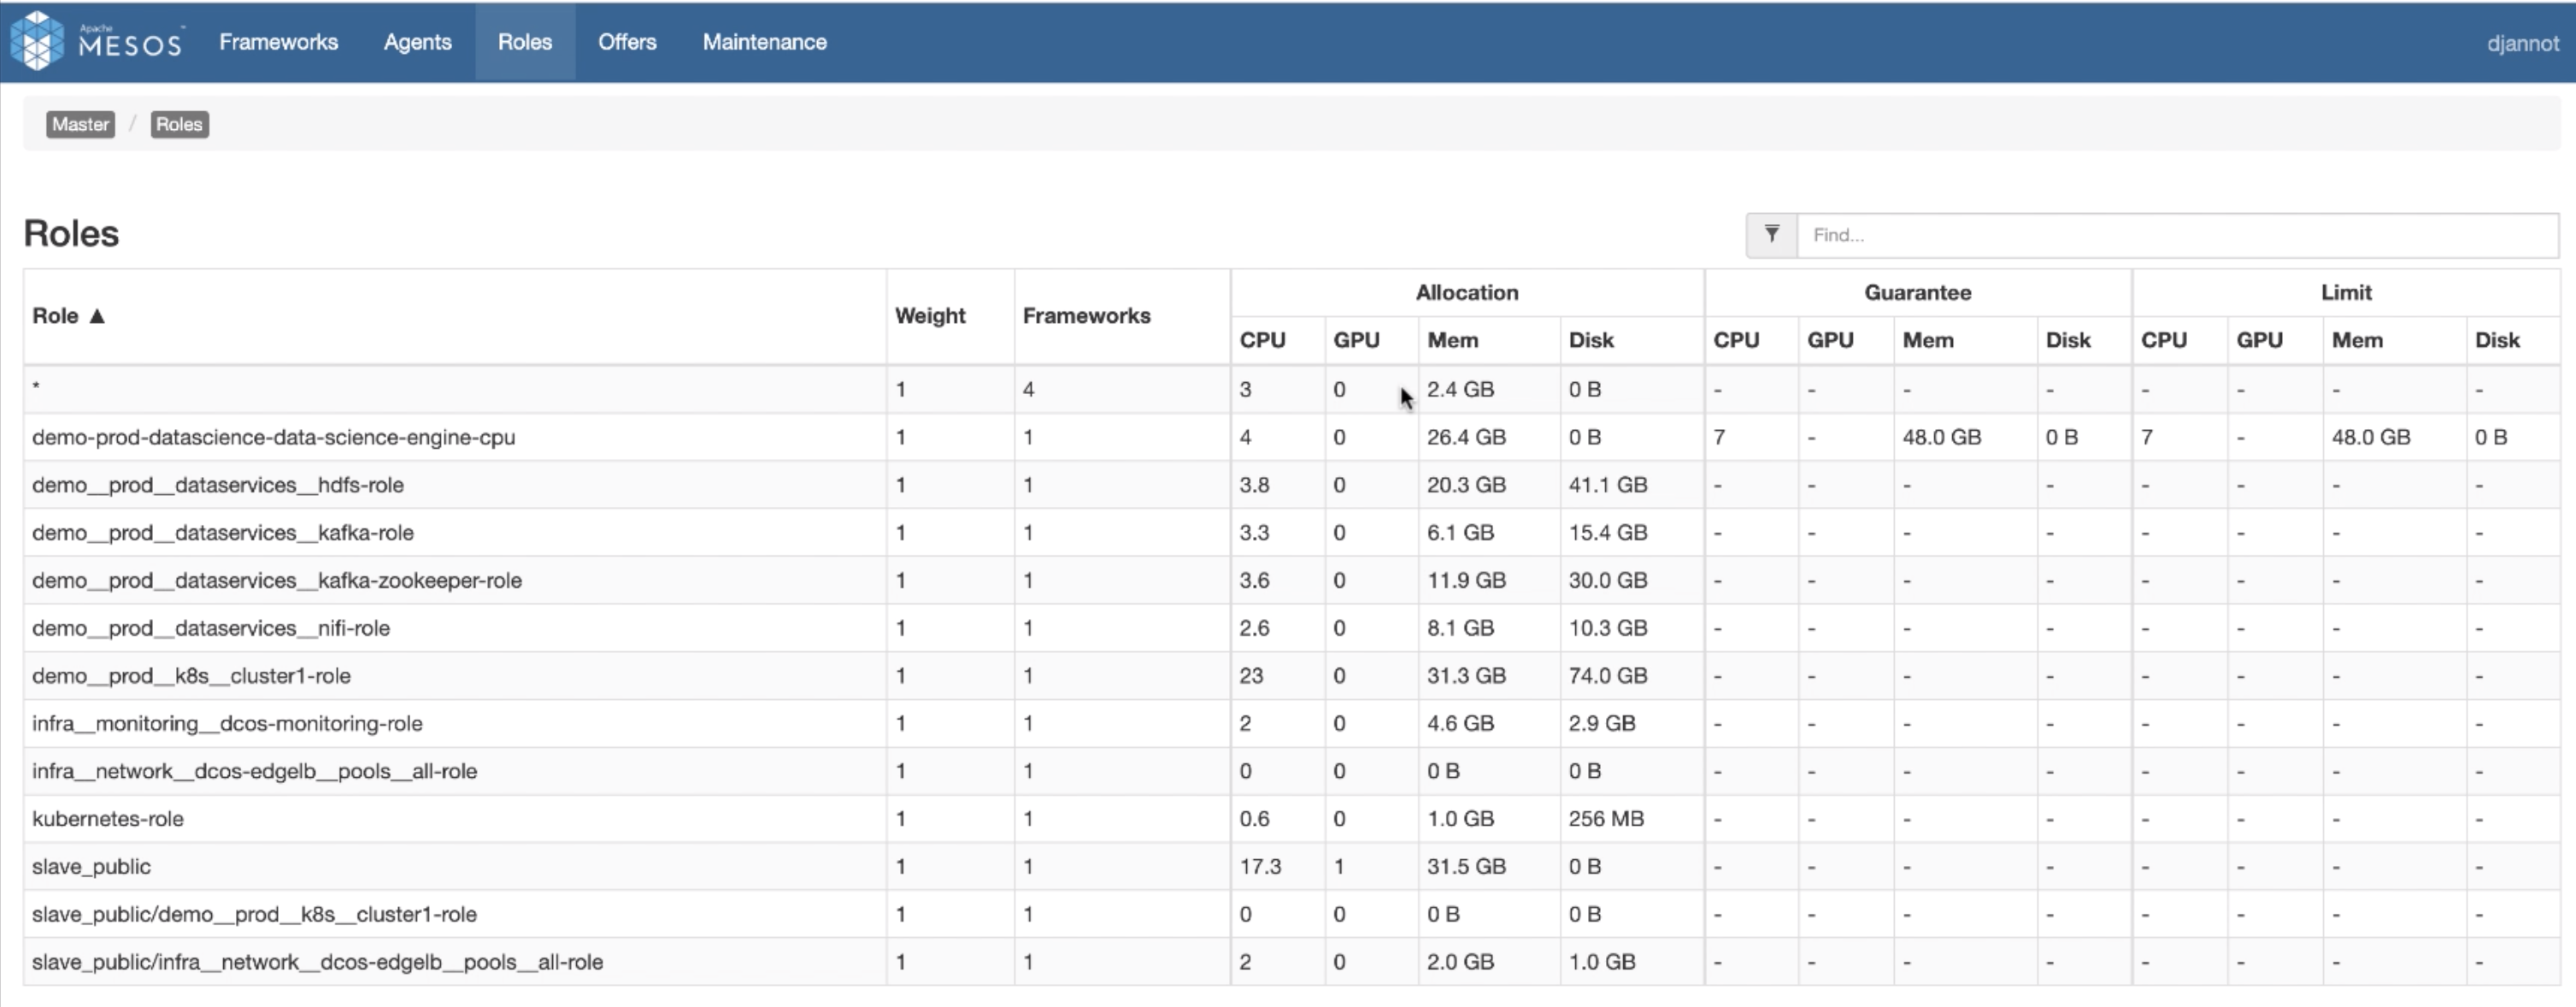 Apache MESOS™ Frameworks Agents Roles Offers Maintenance djannot
Master / Roles
Roles Find...
Allocation Guarantee Limit
Role ▲ Weight Frameworks
CPU GPU Mem Disk CPU GPU Mem Disk CPU GPU Mem Disk
* 1 4 3 0 2.4 GB 0 B - - - - - - - -
demo-prod-datascience-data-science-engine-cpu 1 1 4 0 26.4 GB 0 B 7 - 48.0 GB 0 B 7 - 48.0 GB 0 B
demo__prod__dataservices__hdfs-role 1 1 3.8 0 20.3 GB 41.1 GB - - - - - - - -
demo__prod__dataservices__kafka-role 1 1 3.3 0 6.1 GB 15.4 GB - - - - - - - -
demo__prod__dataservices__kafka-zookeeper-role 1 1 3.6 0 11.9 GB 30.0 GB - - - - - - - -
demo__prod__dataservices__nifi-role 1 1 2.6 0 8.1 GB 10.3 GB - - - - - - - -
demo__prod__k8s__cluster1-role 1 1 23 0 31.3 GB 74.0 GB - - - - - - - -
infra__monitoring__dcos-monitoring-role 1 1 2 0 4.6 GB 2.9 GB - - - - - - - -
infra__network__dcos-edgelb__pools__all-role 1 1 0 0 0 B 0 B - - - - - - - -
kubernetes-role 1 1 0.6 0 1.0 GB 256 MB - - - - - - - -
slave_public 1 1 17.3 1 31.5 GB 0 B - - - - - - - -
slave_public/demo__prod__k8s__cluster1-role 1 1 0 0 0 B 0 B - - - - - - - -
slave_public/infra__network__dcos-edgelb__pools__all-role 1 1 2 0 2.0 GB 1.0 GB - - - - - - - -